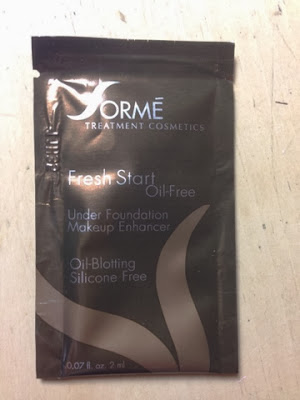 YORMÉ
TREATMENT COSMETICS
Fresh Start
Oil-Free
Under Foundation
Makeup Enhancer
Oil-Blotting
Silicone Free
0.07 fl. oz. 2 ml